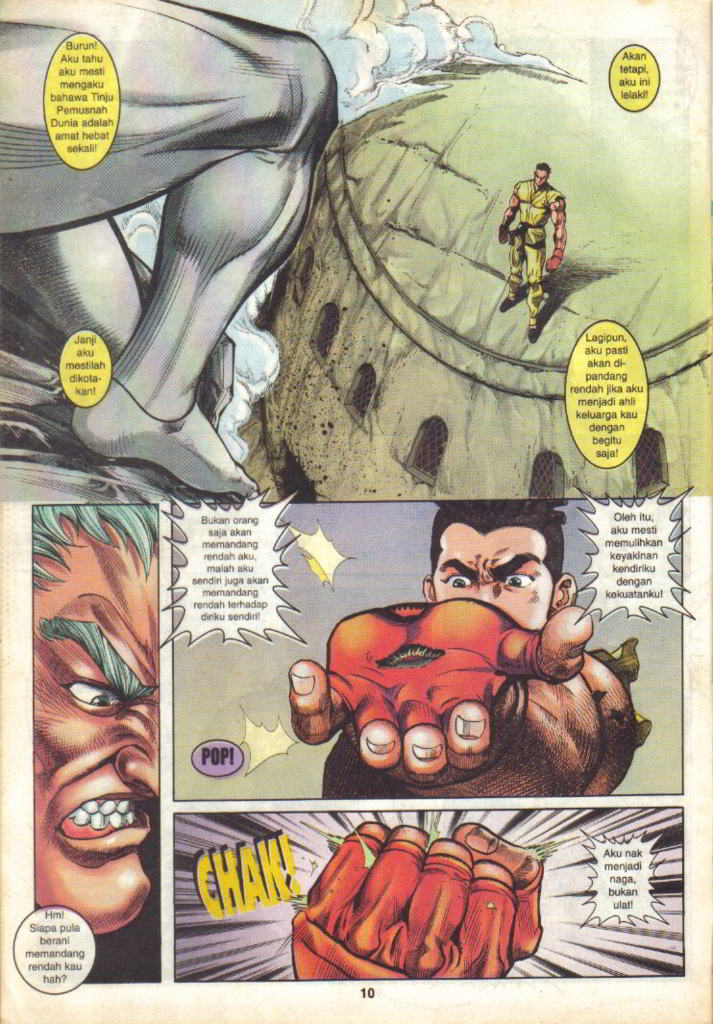 Burun!
Aku tahu
aku mesti
mengaku
bahawa Tinju
Pemusnah
Dunia adalah
amat hebat
sekali!
Akan
tetapi,
aku ini
lelaki!
Janji
aku
mestilah
dikota-
kan!
Lagipun,
aku pasti
akan di-
pandang
rendah jika aku
menjadi ahli
keluarga kau
dengan
begitu
saja!
Bukan orang
saja akan
memandang
rendah aku,
malah aku
sendiri juga akan
memandang
rendah terhadap
diriku sendiri!
Oleh itu,
aku mesti
memulihkan
keyakinan
kendiriku
dengan
kekuatanku!
POP!
Hm!
Siapa pula
berani
memandang
rendah kau
hah?
CHAK!
Aku nak
menjadi
naga,
bukan
ulat!
10